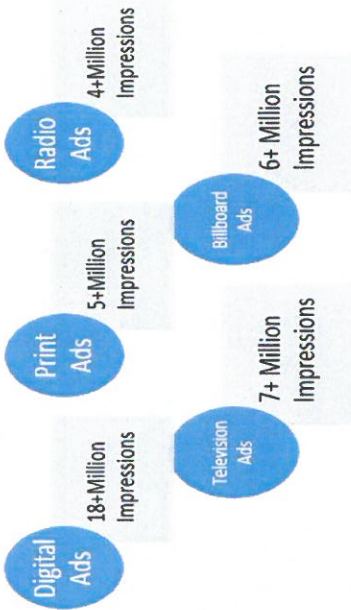 Digital
Ads
18+Million
Impressions
Print
Ads
5+Million
Impressions
Radio
Ads
4+Million
Impressions
Television
Ads
7+ Million
Impressions
Billboard
Ads
6+ Million
Impressions